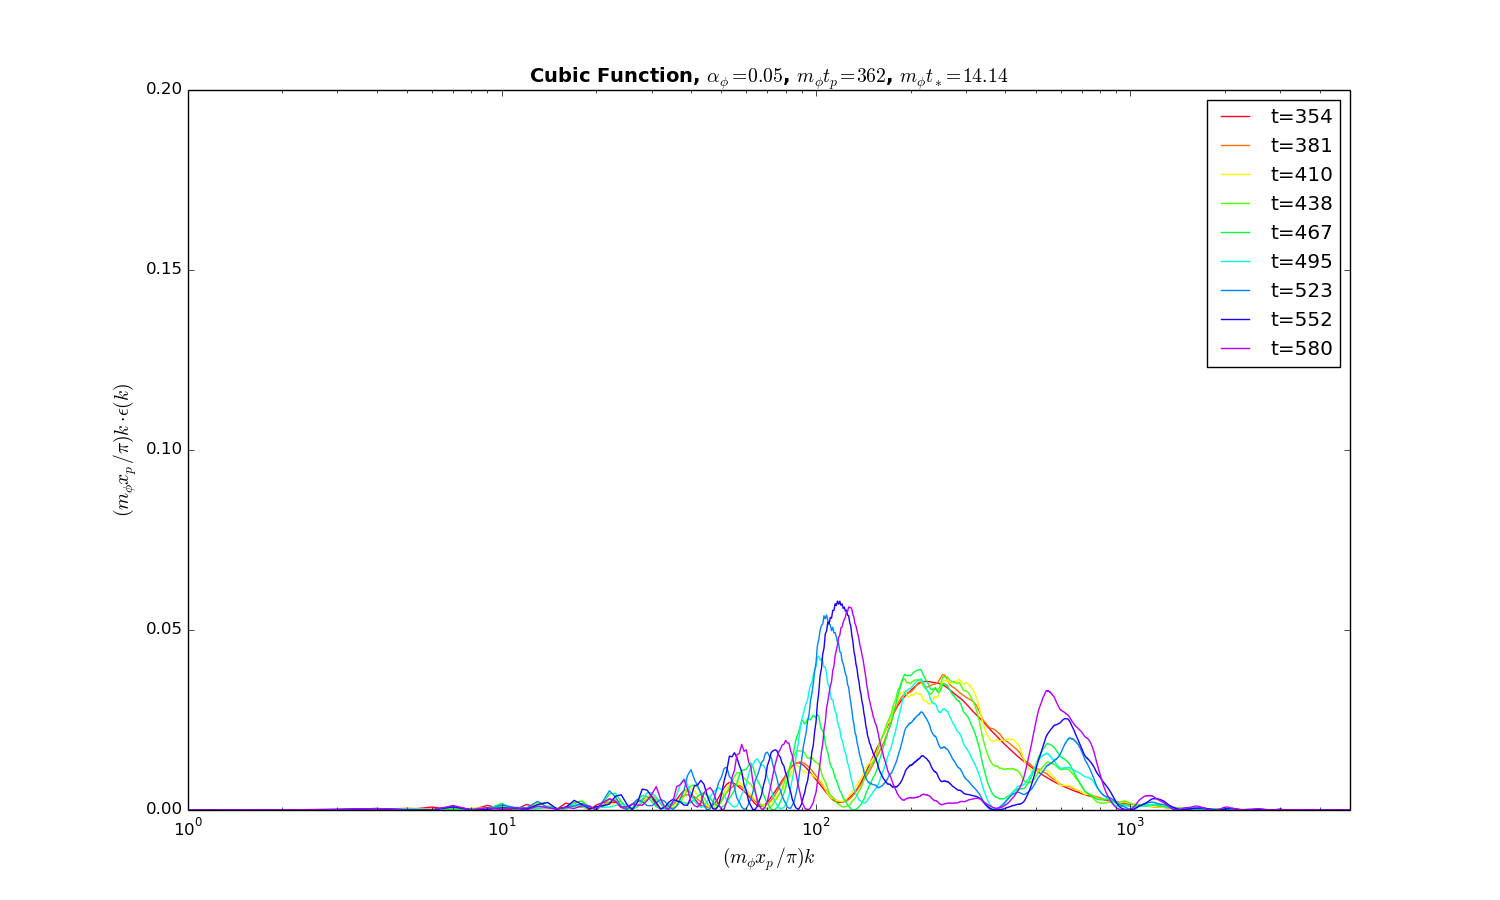 Cubic Function, α_ϕ=0.05, m_ϕt_p=362, m_ϕt_*=14.14
0.20
0.15
0.10
0.05
0.00
(m_ϕx_p/π)k·ϵ(k)
t=354
t=381
t=410
t=438
t=467
t=495
t=523
t=552
t=580
10^0
10^1
10^2
10^3
(m_ϕx_p/π)k